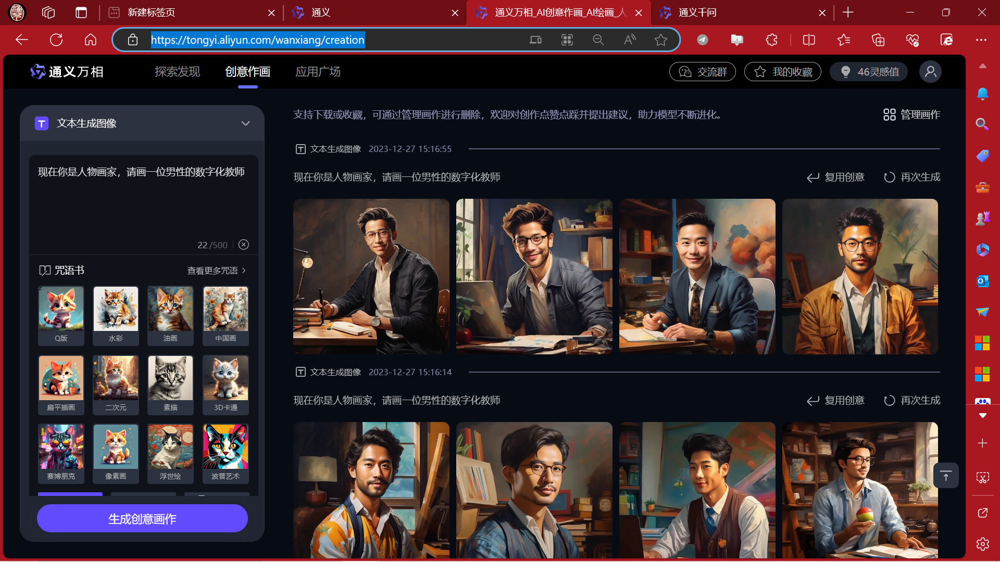 新建标签页
通义
通义万相_AI创意作画_AI绘画_人
通义千问
https://tongyi.aliyun.com/wanxiang/creation
通义万相
探索发现
创意作画
应用广场
交流群
我的收藏
46灵感值
文本生成图像
现在你是人物画家，请画一位男性的数字化教师
22/500
咒语书
查看更多咒语
Q版
水彩
油画
中国画
扁平插画
二次元
素描
3D卡通
赛博朋克
像素画
浮世绘
波普艺术
生成创意画作
支持下载或收藏，可通过管理画作进行删除，欢迎对创作点赞点踩并提出建议，助力模型不断进化。
管理画作
文本生成图像 2023-12-27 15:16:55
现在你是人物画家，请画一位男性的数字化教师
复用创意
再次生成
文本生成图像 2023-12-27 15:16:14
现在你是人物画家，请画一位男性的数字化教师
复用创意
再次生成